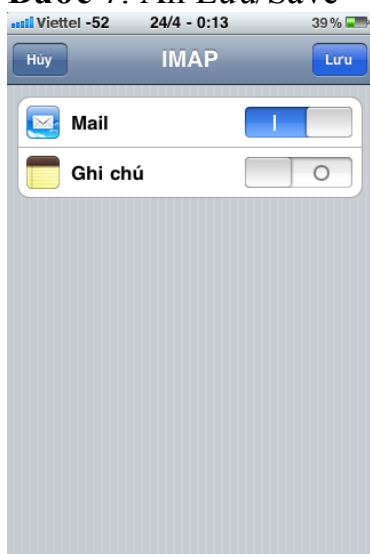 Bước 7: Ấn Lưu/Save
Viettel -52 24/4 - 0:13 39%
Hủy IMAP Lưu
Mail
Ghi chú